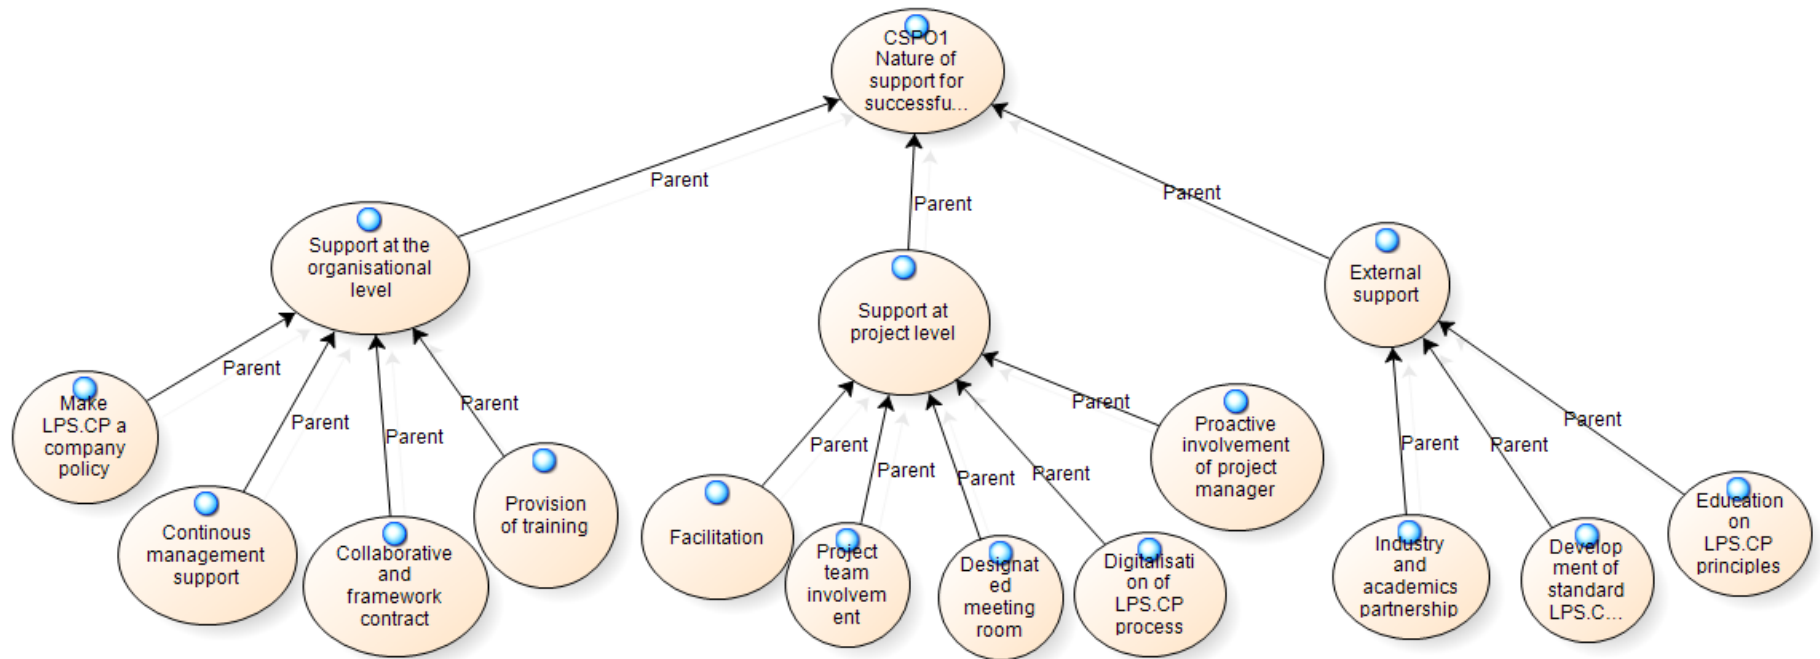 CSPO1
Nature of
support for
successfu...
Parent
Parent
Parent
Support at the
organisational
level
Support at
project level
External
support
Parent
Parent
Parent
Parent
Parent
Parent
Parent
Parent
Parent
Parent
Parent
Parent
Make
LPS.CP a
company
policy
Continous
management
support
Collaborative
and
framework
contract
Provision
of training
Facilitation
Project
team
involvem
ent
Designat
ed
meeting
room
Digitalisati
on of
LPS.CP
process
Proactive
involvement
of project
manager
Industry
and
academics
partnership
Develop
ment of
standard
LPS.C...
Education
on
LPS.CP
principles